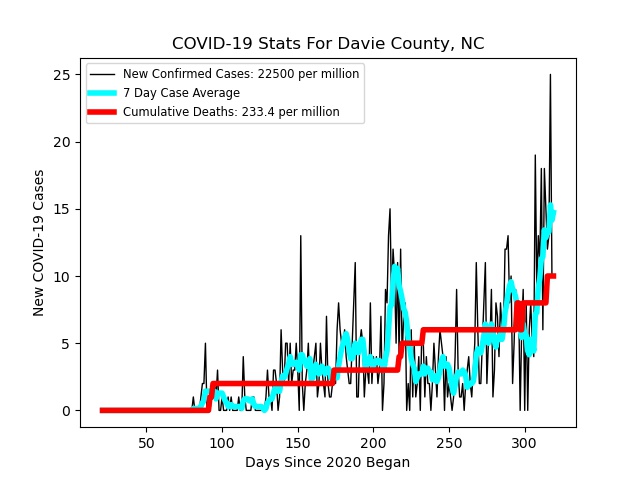 COVID-19 Stats For Davie County, NC
New Confirmed Cases: 22500 per million
7 Day Case Average
Cumulative Deaths: 233.4 per million
New COVID-19 Cases
25
20
15
10
5
0
50 100 150 200 250 300
Days Since 2020 Began